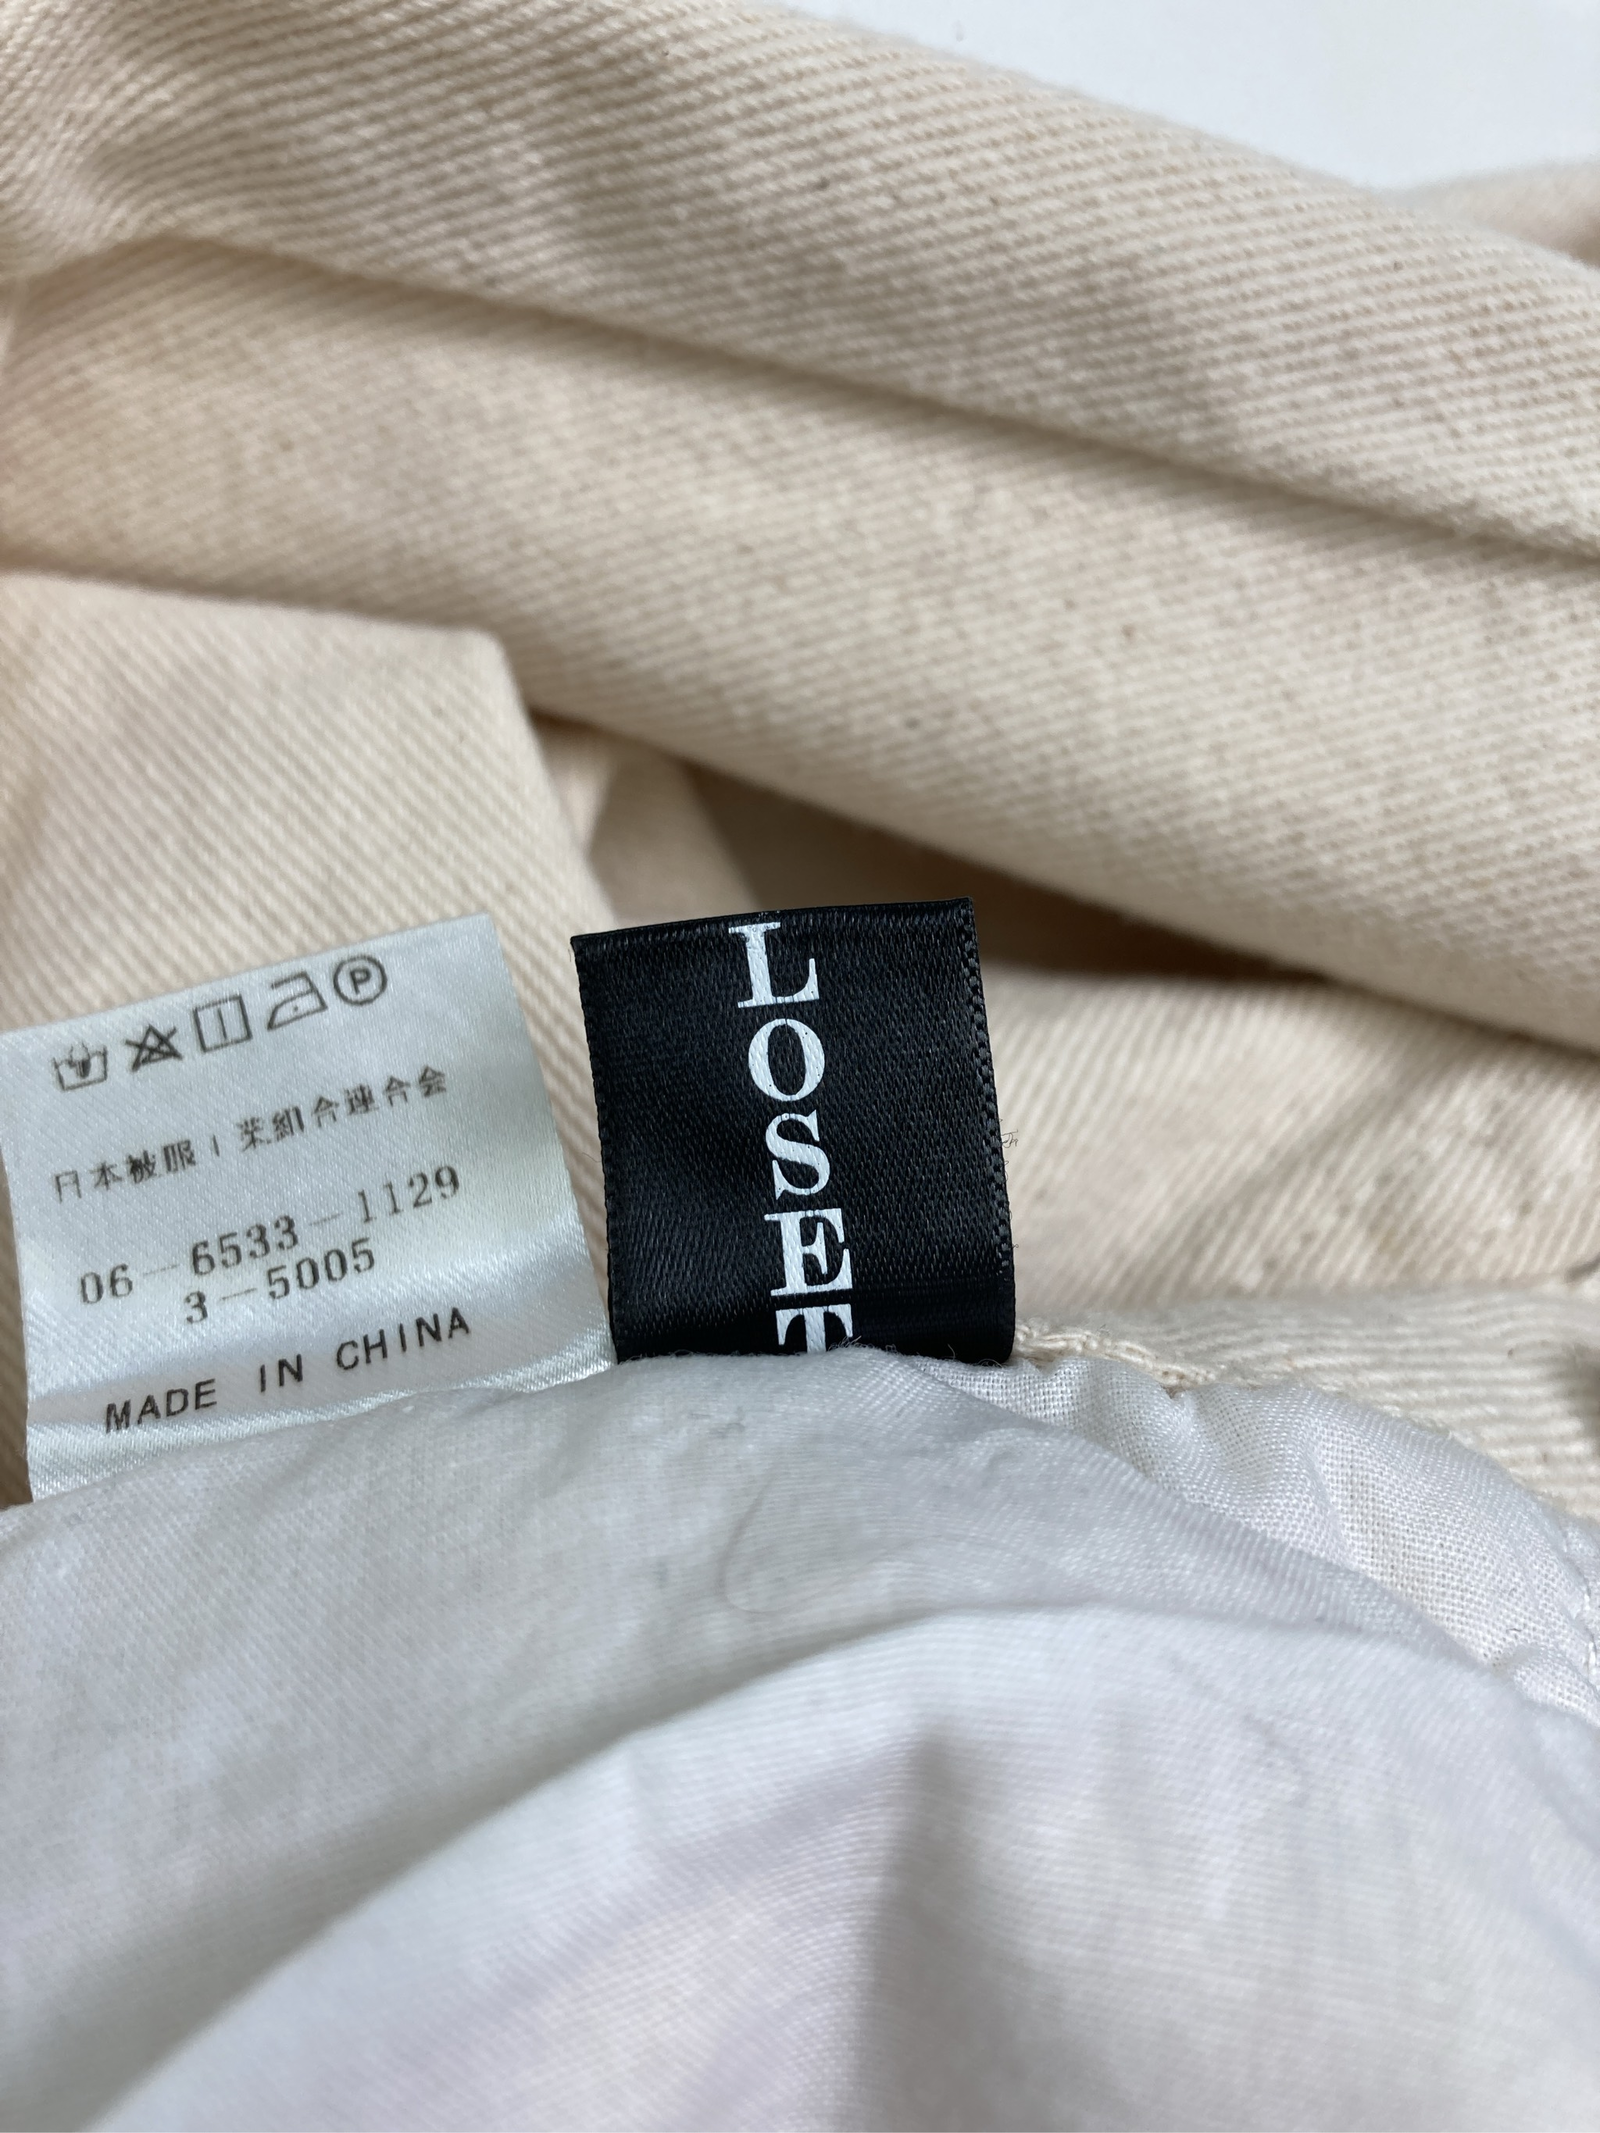 P
日本被服工業組合連合会
06－6533－1129
3－5005
MADE IN CHINA
LOSET